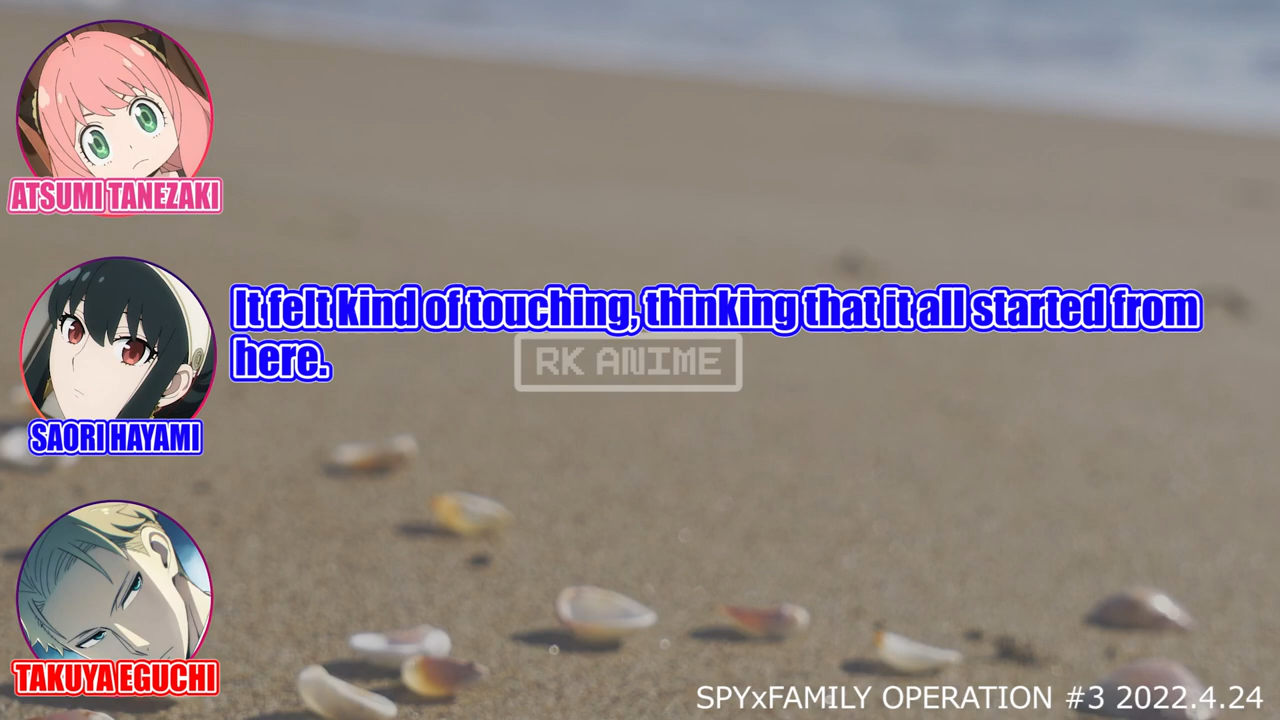 ATSUMI TANEZAKI
It felt kind of touching, thinking that it all started from
here.
RK ANIME
SAORI HAYAMI
TAKUYA EGUCHI
SPYxFAMILY OPERATION #3 2022.4.24